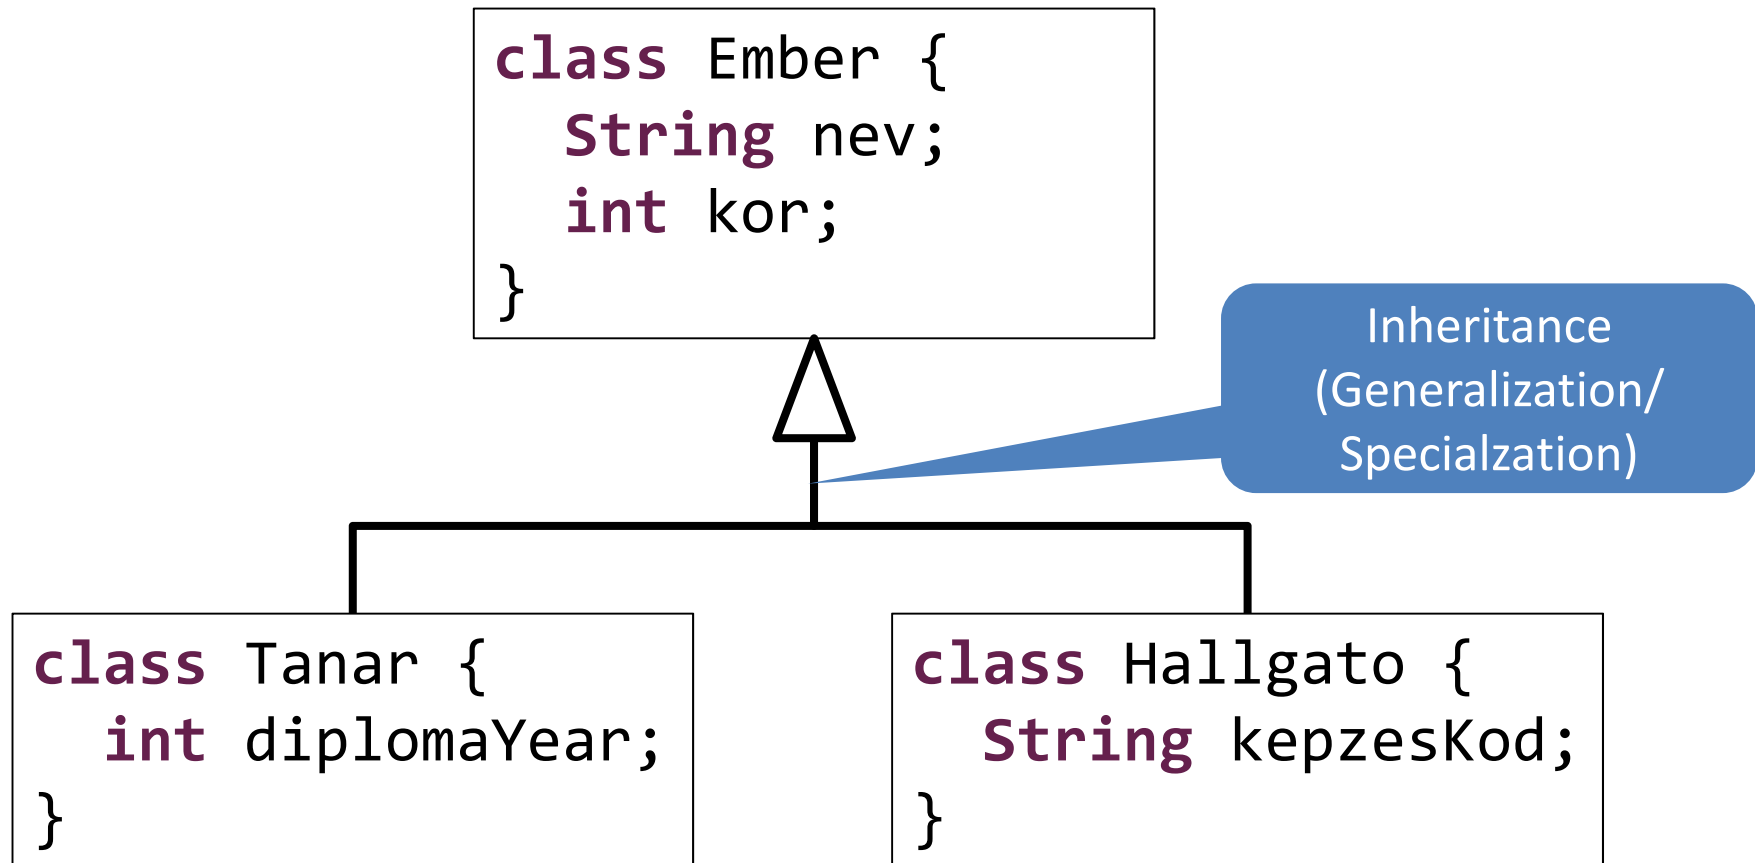 class Ember {
String nev;
int kor;
}
Inheritance
(Generalization/
Specialzation)
class Tanar {
int diplomaYear;
}
class Hallgato {
String kepzesKod;
}